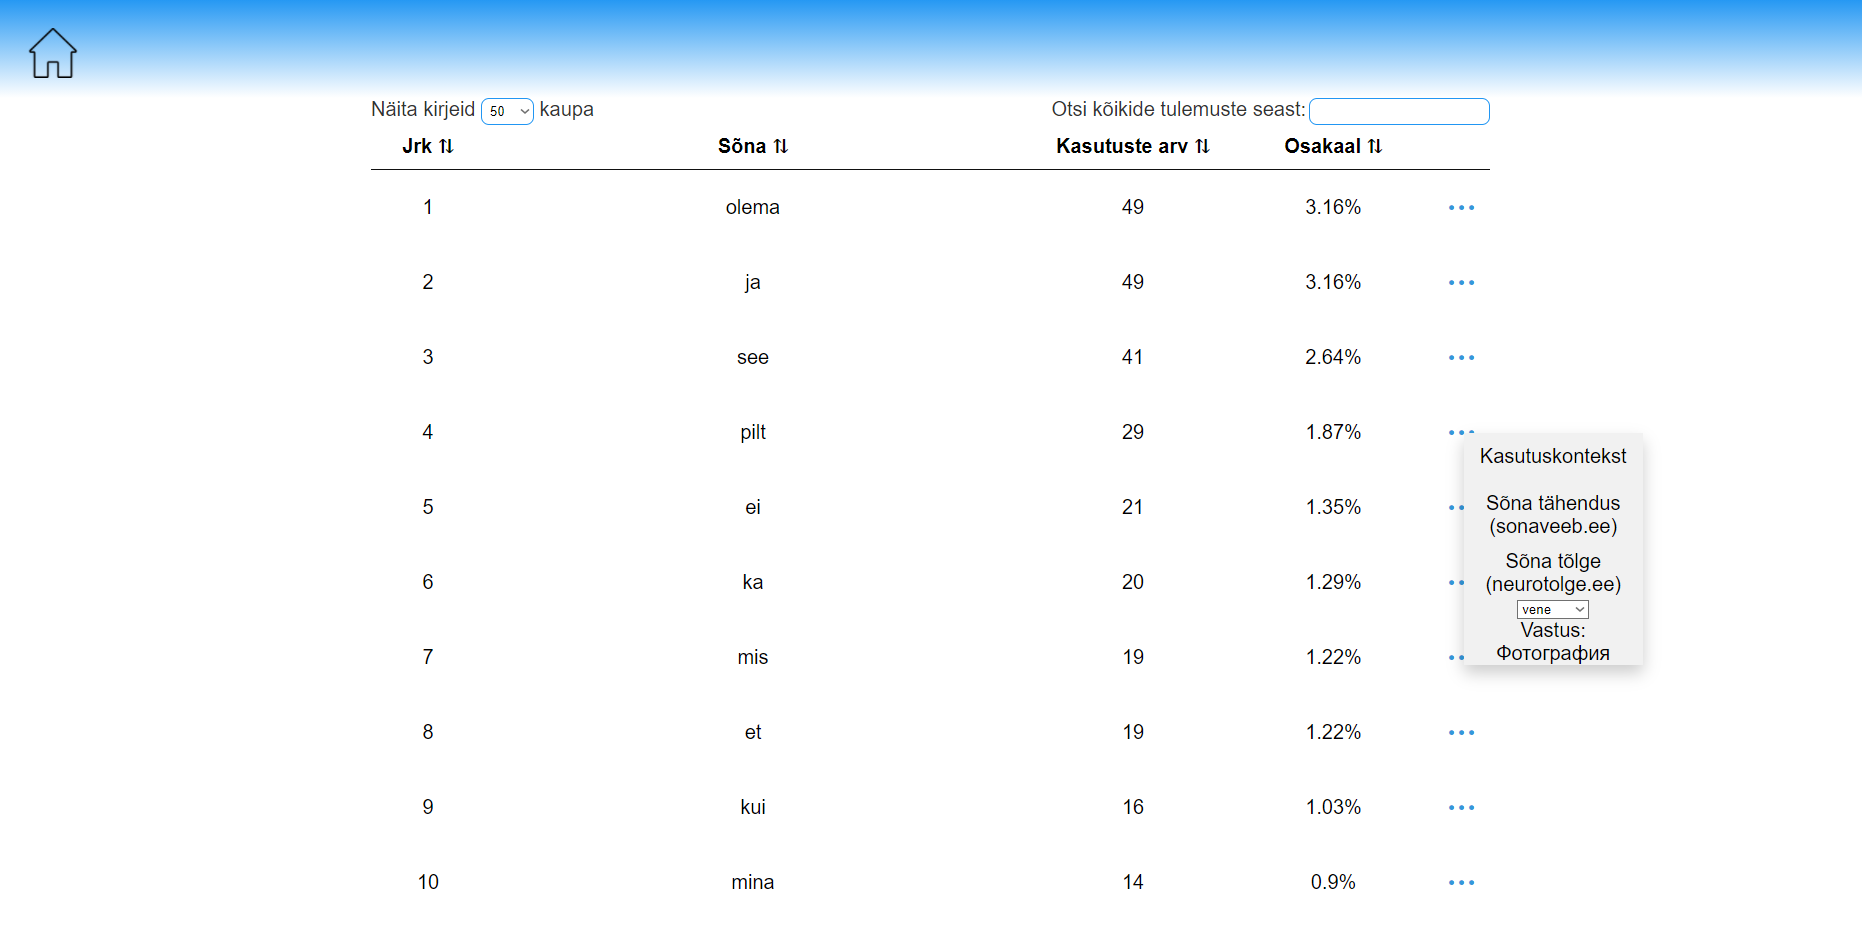 Näita kirjeid 50 kaupa
Otsi kõikide tulemuste seast:
Jrk ⇅ Sõna ⇅ Kasutuste arv ⇅ Osakaal ⇅
1 olema 49 3.16%
2 ja 49 3.16%
3 see 41 2.64%
4 pilt 29 1.87%
5 ei 21 1.35%
6 ka 20 1.29%
7 mis 19 1.22%
8 et 19 1.22%
9 kui 16 1.03%
10 mina 14 0.9%
Kasutuskontekst
Sõna tähendus
(sonaveeb.ee)
Sõna tõlge
(neurotolge.ee)
vene
Vastus:
Фотография